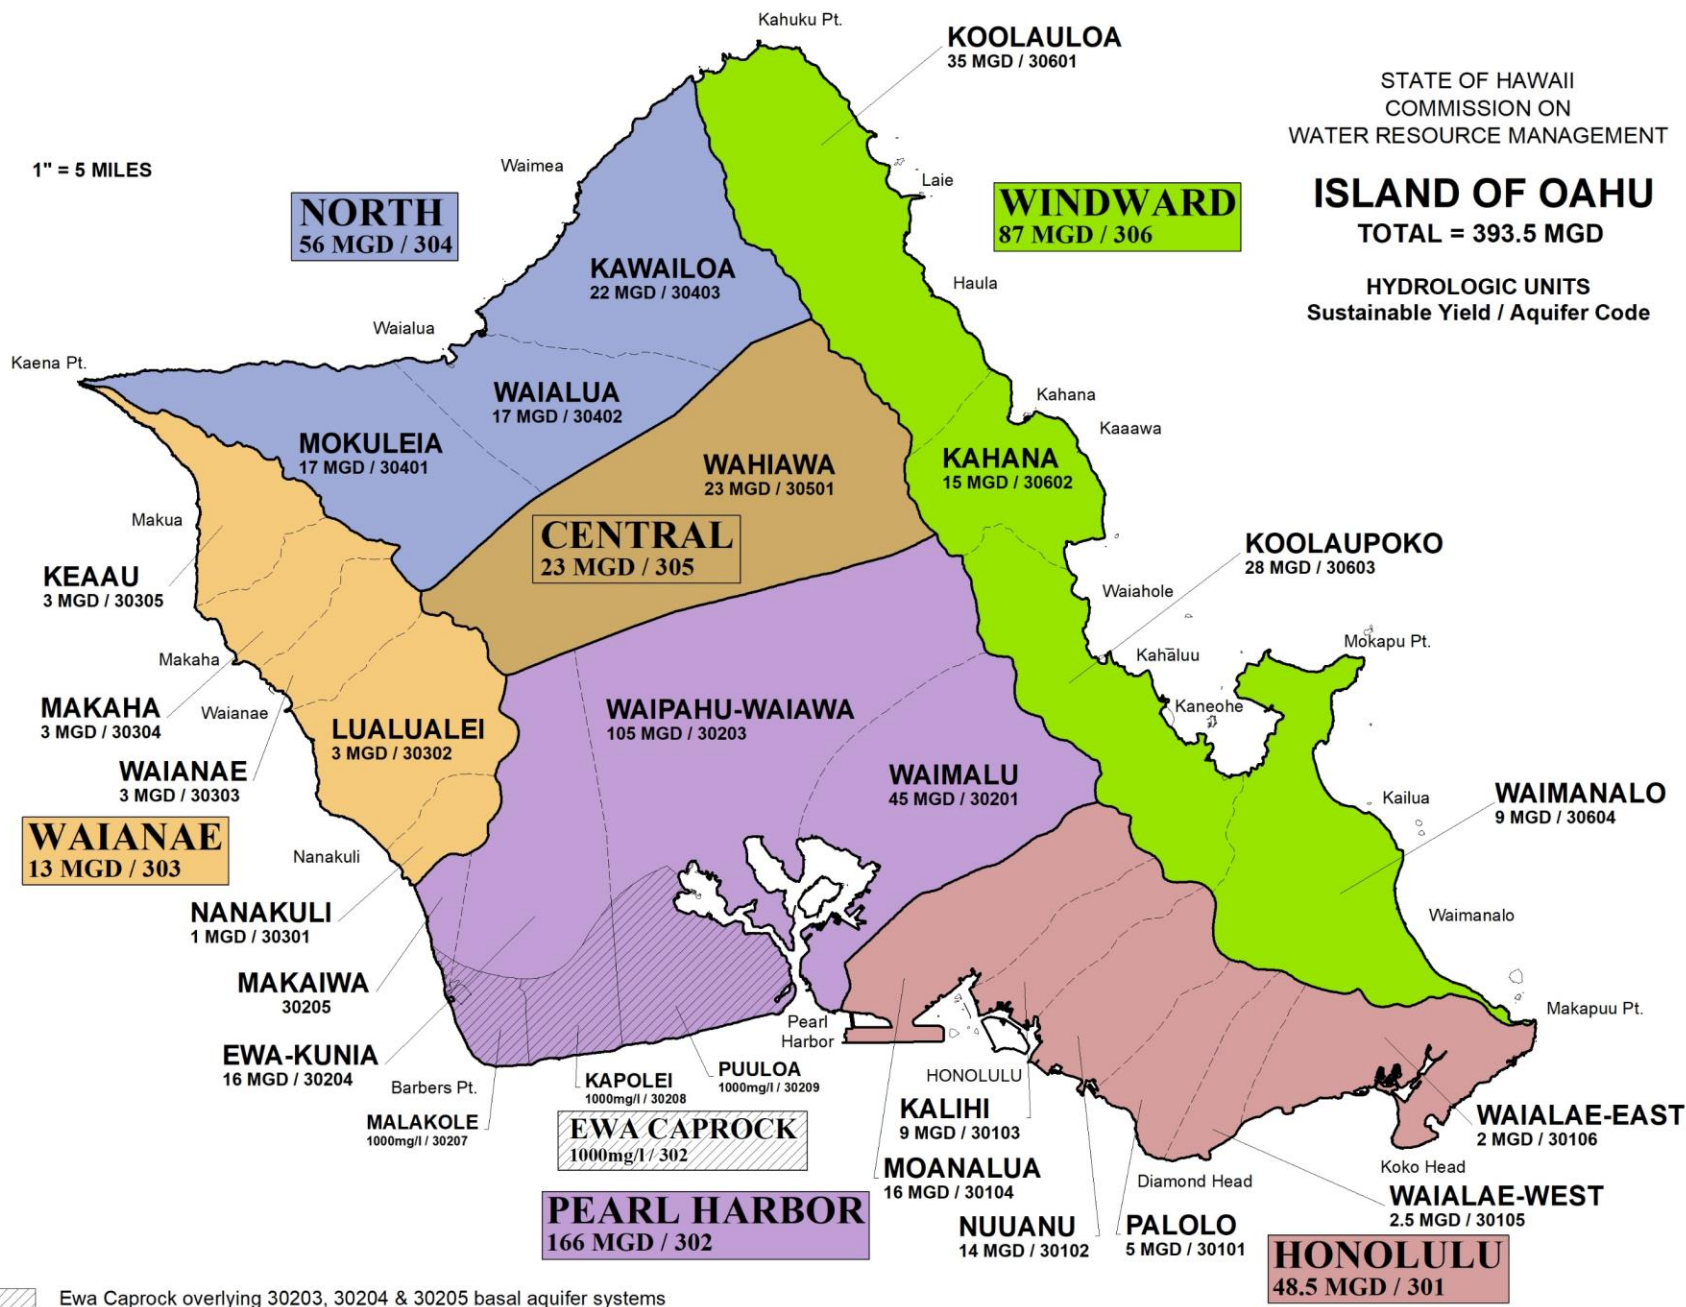 Kahuku Pt.
KOOLAULOA
35 MGD / 30601
STATE OF HAWAII
COMMISSION ON
WATER RESOURCE MANAGEMENT
1" = 5 MILES
Waimea
Laie
ISLAND OF OAHU
TOTAL = 393.5 MGD
NORTH
56 MGD / 304
WINDWARD
87 MGD / 306
KAWAILOA
22 MGD / 30403
Haula
HYDROLOGIC UNITS
Sustainable Yield / Aquifer Code
Waialua
Kaena Pt.
WAIALUA
17 MGD / 30402
Kahana
Kaaawa
MOKULEIA
17 MGD / 30401
WAHIAWA
23 MGD / 30501
KAHANA
15 MGD / 30602
Makua
CENTRAL
23 MGD / 305
KOOLAUPOKO
28 MGD / 30603
KEAAU
3 MGD / 30305
Waiahole
Makaha
Kahāluu
Mokapu Pt.
MAKAHA
3 MGD / 30304
Waianae
Kaneohe
LUALUALEI
3 MGD / 30302
WAIPAHU-WAIAWA
105 MGD / 30203
WAIANAE
3 MGD / 30303
WAIMALU
45 MGD / 30201
Kailua
WAIMANALO
9 MGD / 30604
WAIANAE
13 MGD / 303
Nanakuli
NANAKULI
1 MGD / 30301
Waimanalo
MAKAIWA
30205
Makapuu Pt.
Pearl
Harbor
EWA-KUNIA
16 MGD / 30204
Barbers Pt.
KAPOLEI
1000mg/l / 30208
PUULOA
1000mg/l / 30209
HONOLULU
MALAKOLE
1000mg/l / 30207
EWA CAPROCK
1000mg/l / 302
KALIHI
9 MGD / 30103
WAIALAE-EAST
2 MGD / 30106
MOANALUA
16 MGD / 30104
Diamond Head
Koko Head
WAIALAE-WEST
2.5 MGD / 30105
PEARL HARBOR
166 MGD / 302
NUUANU
14 MGD / 30102
PALOLO
5 MGD / 30101
HONOLULU
48.5 MGD / 301
Ewa Caprock overlying 30203, 30204 & 30205 basal aquifer systems